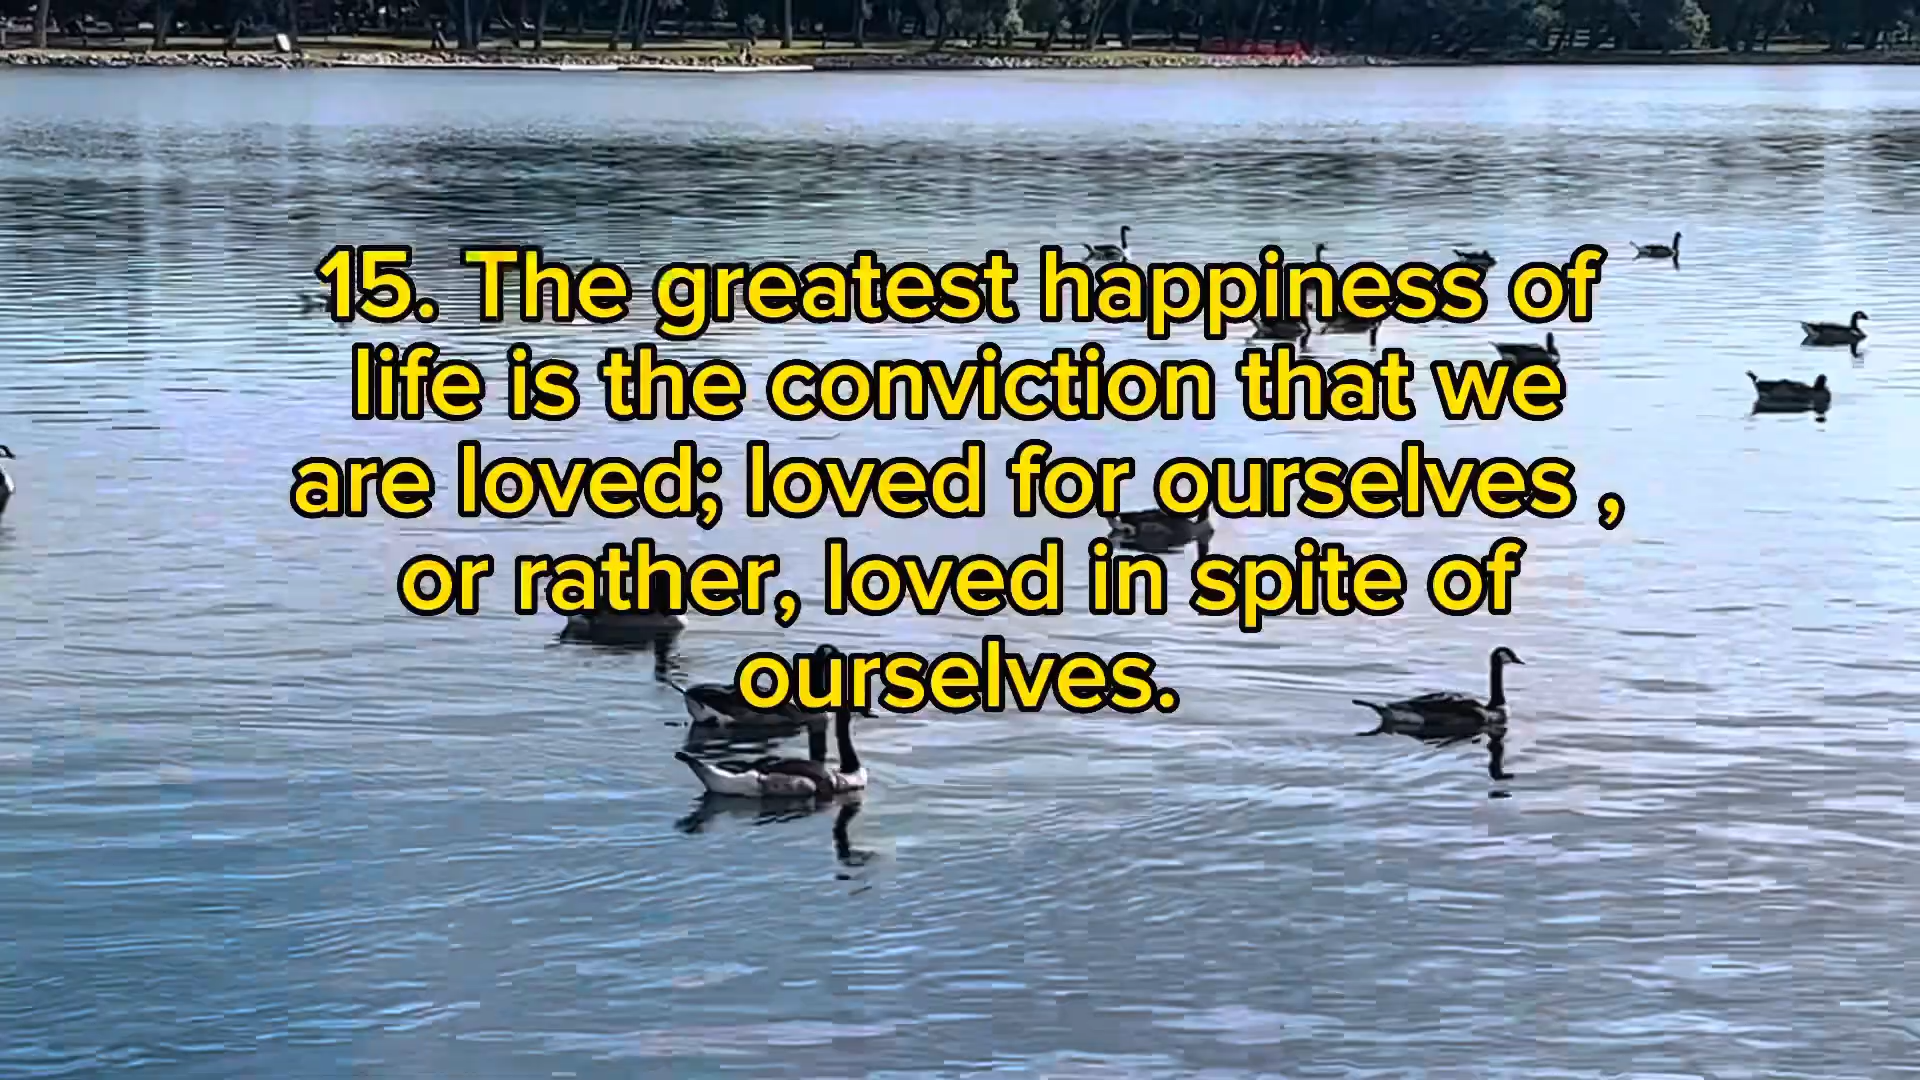 15. The greatest happiness of
life is the conviction that we
are loved; loved for ourselves ,
or rather, loved in spite of
ourselves.